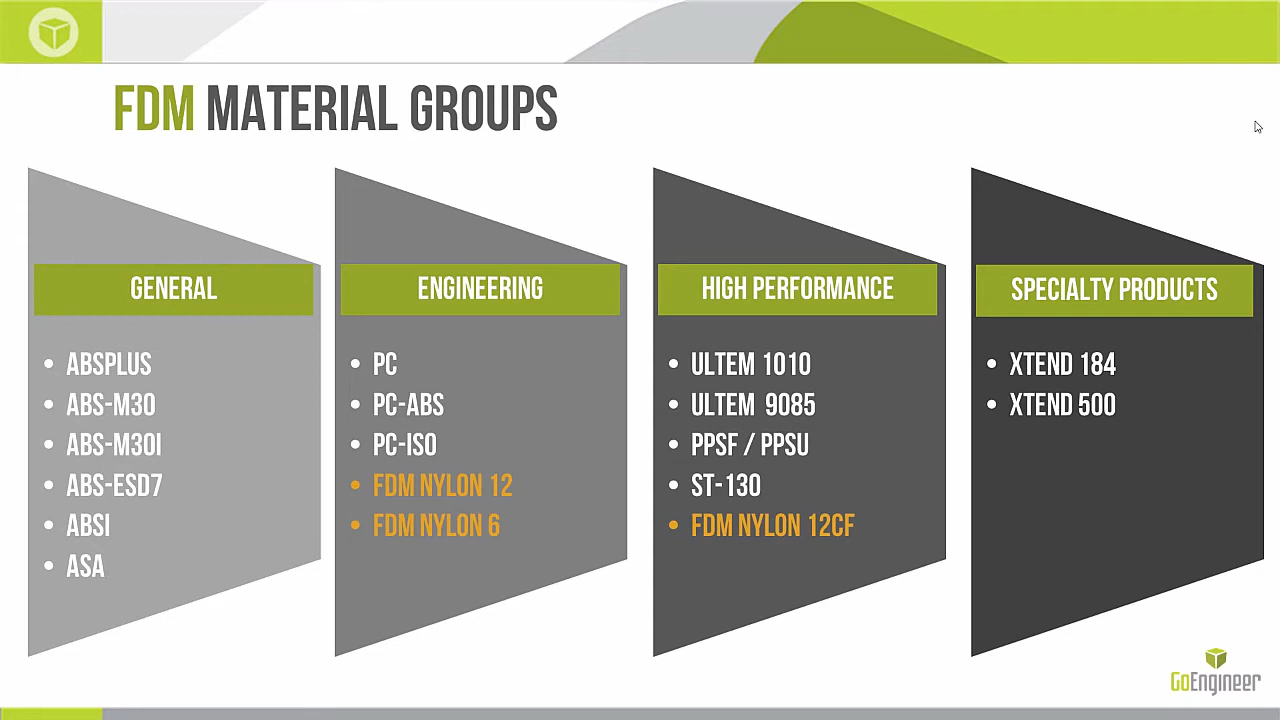 FDM MATERIAL GROUPS
GENERAL
ABSPLUS
ABS-M30
ABS-M30I
ABS-ESD7
ABSI
ASA
ENGINEERING
PC
PC-ABS
PC-ISO
FDM NYLON 12
FDM NYLON 6
HIGH PERFORMANCE
ULTEM 1010
ULTEM 9085
PPSF / PPSU
ST-130
FDM NYLON 12CF
SPECIALTY PRODUCTS
XTEND 184
XTEND 500
GoEngineer